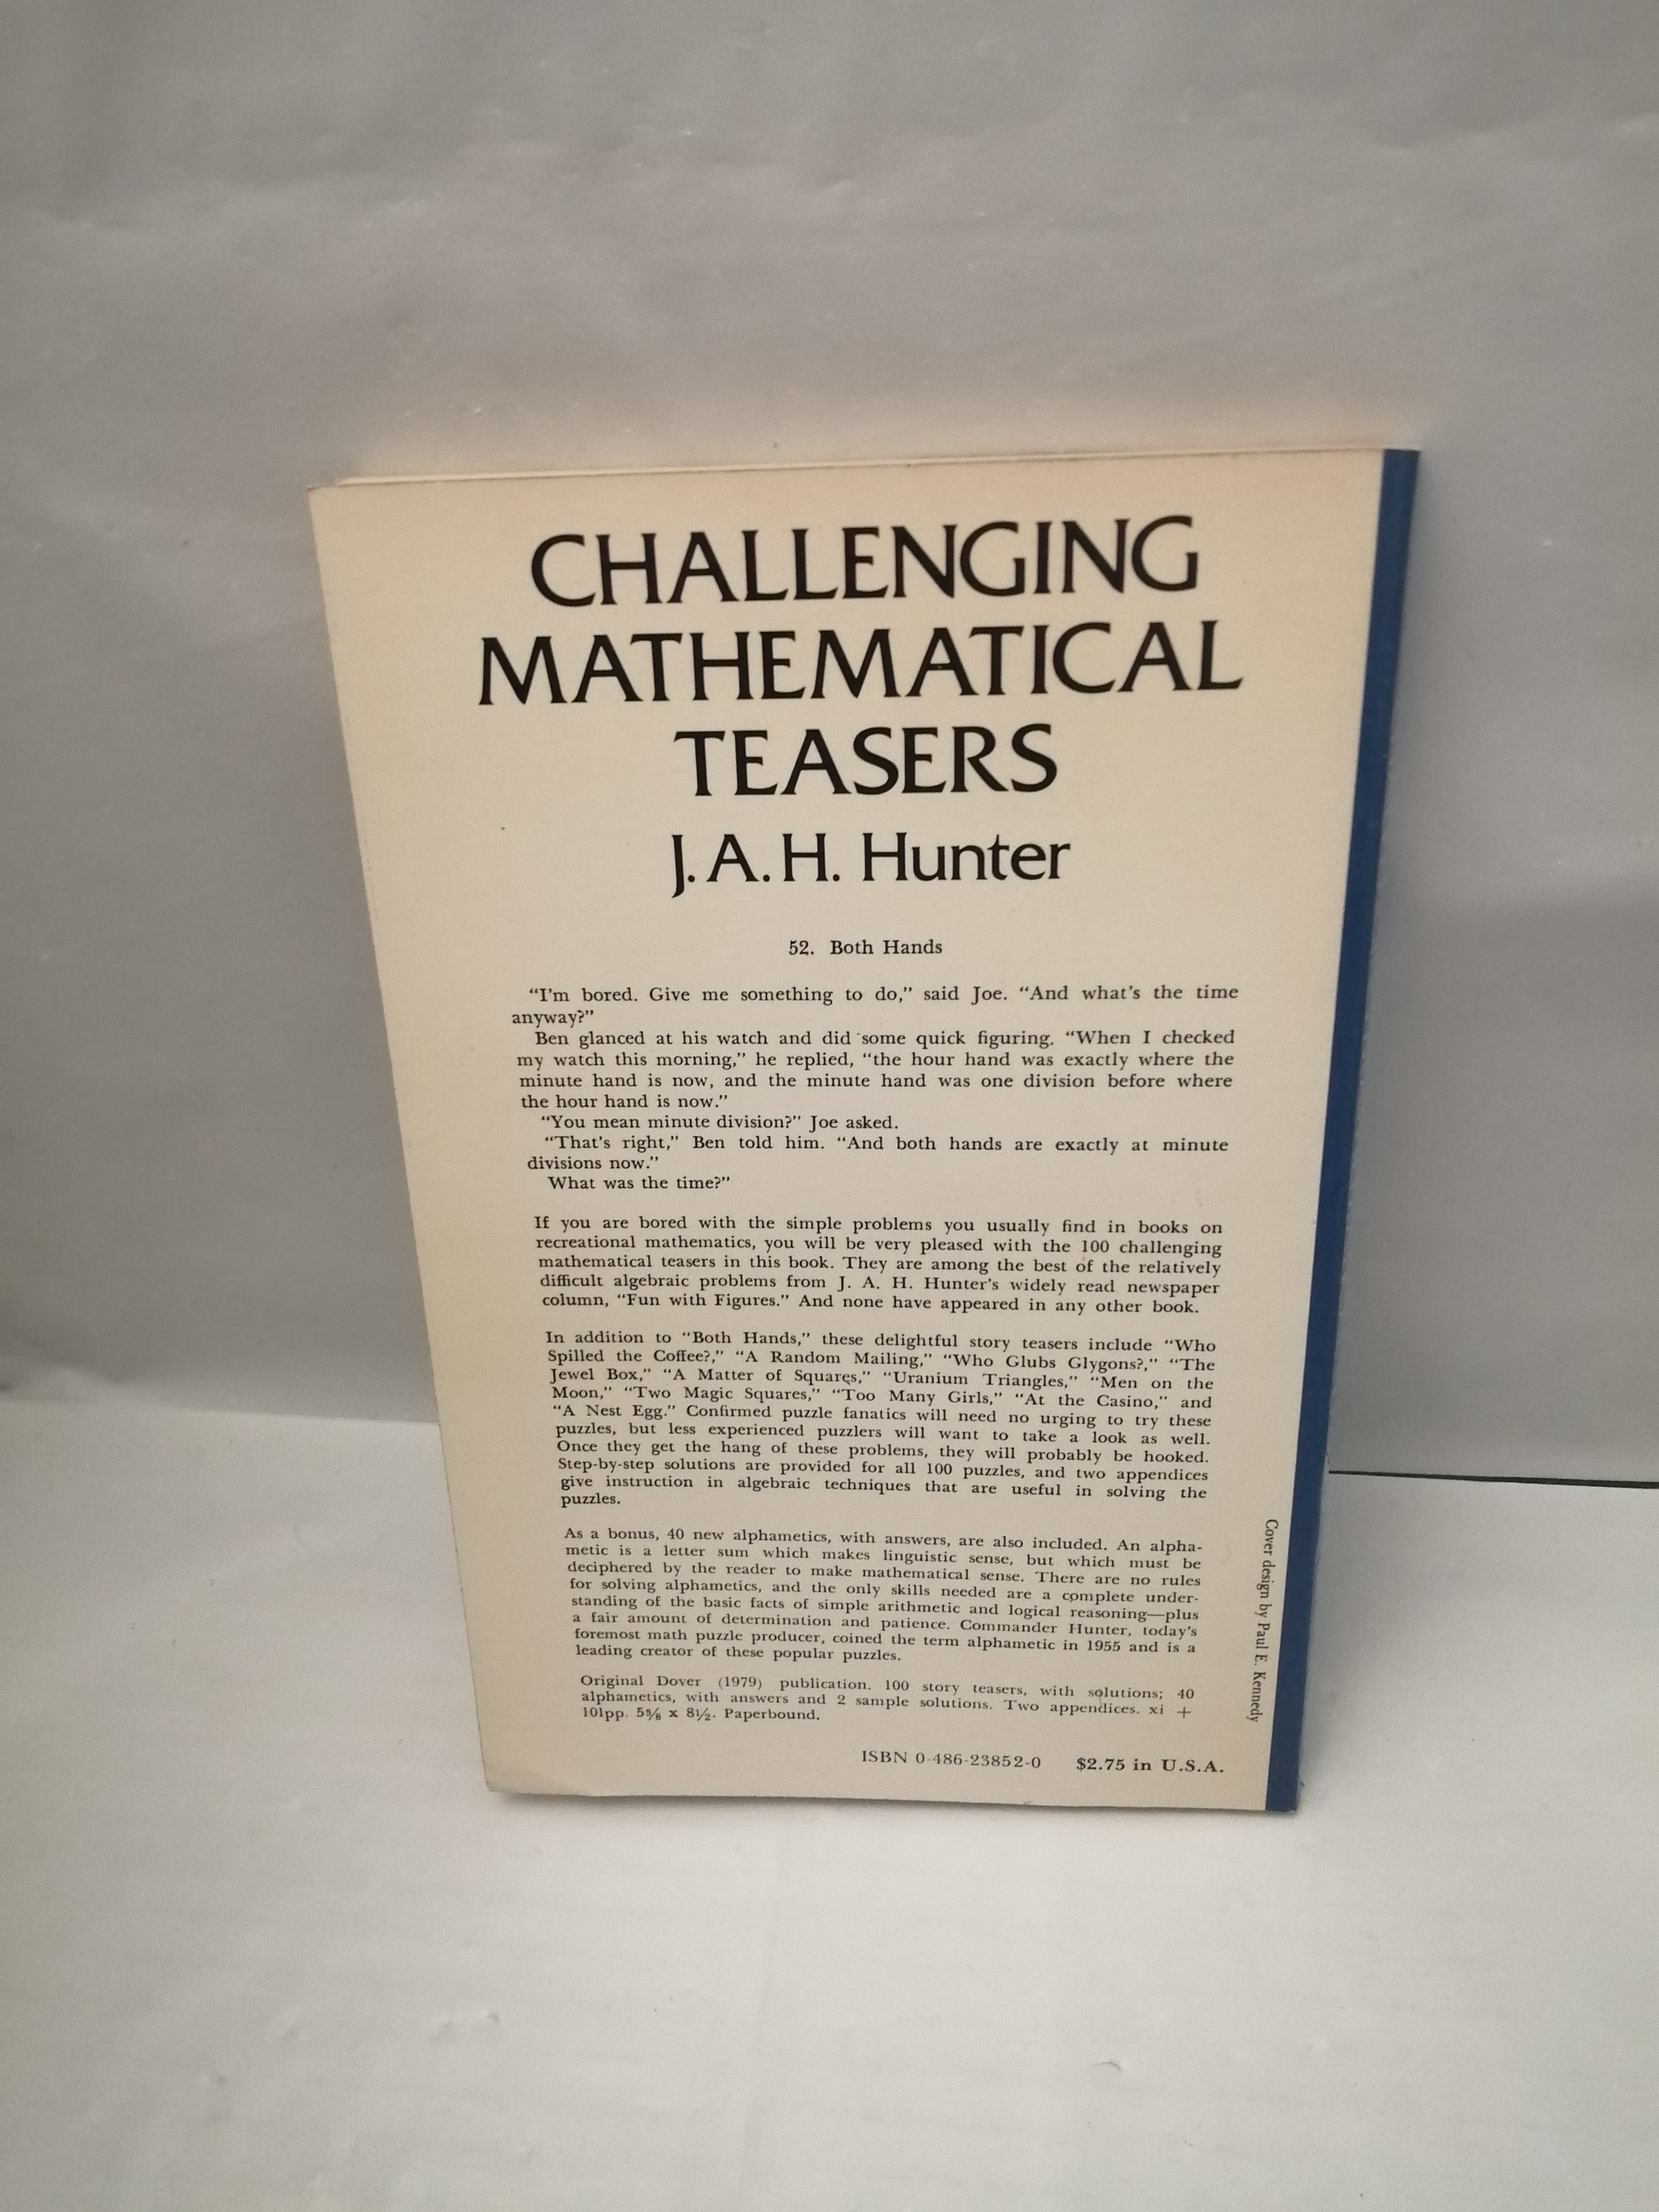 CHALLENGING
MATHEMATICAL
TEASERS
J. A. H. Hunter
52. Both Hands
“I'm bored. Give me something to do,” said Joe. “And what's the time
anyway?”
Ben glanced at his watch and did some quick figuring. “When I checked
my watch this morning,” he replied, “the hour hand was exactly where the
minute hand is now, and the minute hand was one division before where
the hour hand is now.”
“You mean minute division?” Joe asked.
“That's right,” Ben told him. “And both hands are exactly at minute
divisions now.”
What was the time?”
If you are bored with the simple problems you usually find in books on
recreational mathematics, you will be very pleased with the 100 challenging
mathematical teasers in this book. They are among the best of the relatively
difficult algebraic problems from J. A. H. Hunter's widely read newspaper
column, “Fun with Figures.” And none have appeared in any other book.
In addition to “Both Hands,” these delightful story teasers include “Who
Spilled the Coffee?,” “A Random Mailing,” “Who Glubs Glygons?,” “The
Jewel Box,” “A Matter of Squares,” “Uranium Triangles,” “Men on the
Moon,” “Two Magic Squares,” “Too Many Girls,” “At the Casino,” and
“A Nest Egg.” Confirmed puzzle fanatics will need no urging to try these
puzzles, but less experienced puzzlers will want to take a look as well.
Once they get the hang of these problems, they will probably be hooked.
Step-by-step solutions are provided for all 100 puzzles, and two appendices
give instruction in algebraic techniques that are useful in solving the
puzzles.
As a bonus, 40 new alphametics, with answers, are also included. An alpha-
metic is a letter sum which makes linguistic sense, but which must be
deciphered by the reader to make mathematical sense. There are no rules
for solving alphametics, and the only skills needed are a complete under-
standing of the basic facts of simple arithmetic and logical reasoning—plus
a fair amount of determination and patience. Commander Hunter, today's
foremost math puzzle producer, coined the term alphametic in 1955 and is a
leading creator of these popular puzzles.
Original Dover (1979) publication. 100 story teasers, with solutions; 40
alphametics, with answers and 2 sample solutions. Two appendices. xi +
101pp. 5⅜ x 8½. Paperbound.
ISBN 0-486-23852-0 $2.75 in U.S.A.
Cover design by Paul E. Kennedy